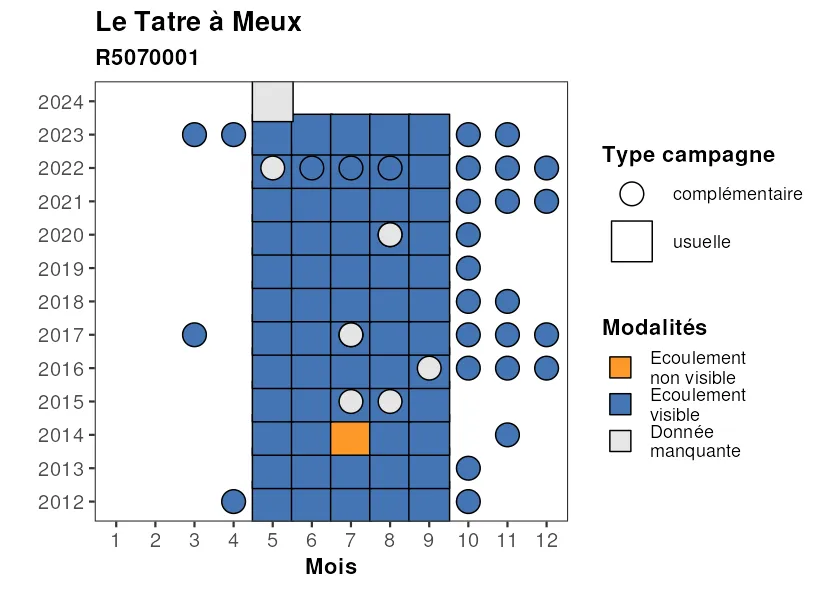 Le Tatre à Meux
R5070001
2024
2023
2022
2021
2020
2019
2018
2017
2016
2015
2014
2013
2012
1 2 3 4 5 6 7 8 9 10 11 12
Mois
Type campagne
complémentaire
usuelle
Modalités
Ecoulement
non visible
Ecoulement
visible
Donnée
manquante